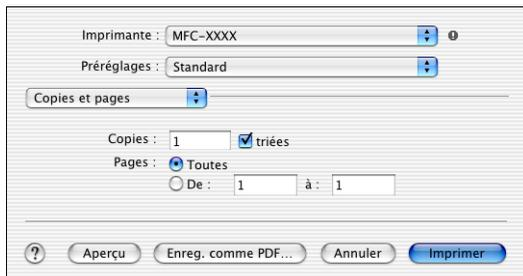 Imprimante : MFC-XXXX
Préréglages : Standard
Copies et pages
Copies : 1 triées
Pages : Toutes
De : 1 à : 1
? Aperçu Enreg. comme PDF... Annuler Imprimer